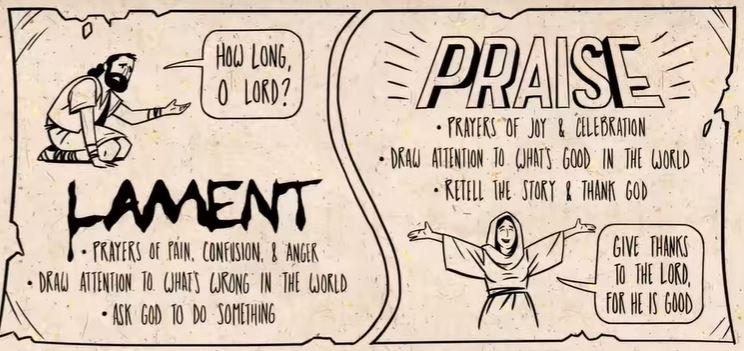 HOW LONG,
O LORD?
LAMENT
• PRAYERS OF PAIN, CONFUSION, & ANGER
• DRAW ATTENTION TO WHAT'S WRONG IN THE WORLD
• ASK GOD TO DO SOMETHING
PRAISE
• PRAYERS OF JOY & CELEBRATION
• DRAW ATTENTION TO WHAT'S GOOD IN THE WORLD
• RETELL THE STORY & THANK GOD
GIVE THANKS
TO THE LORD,
FOR HE IS GOOD